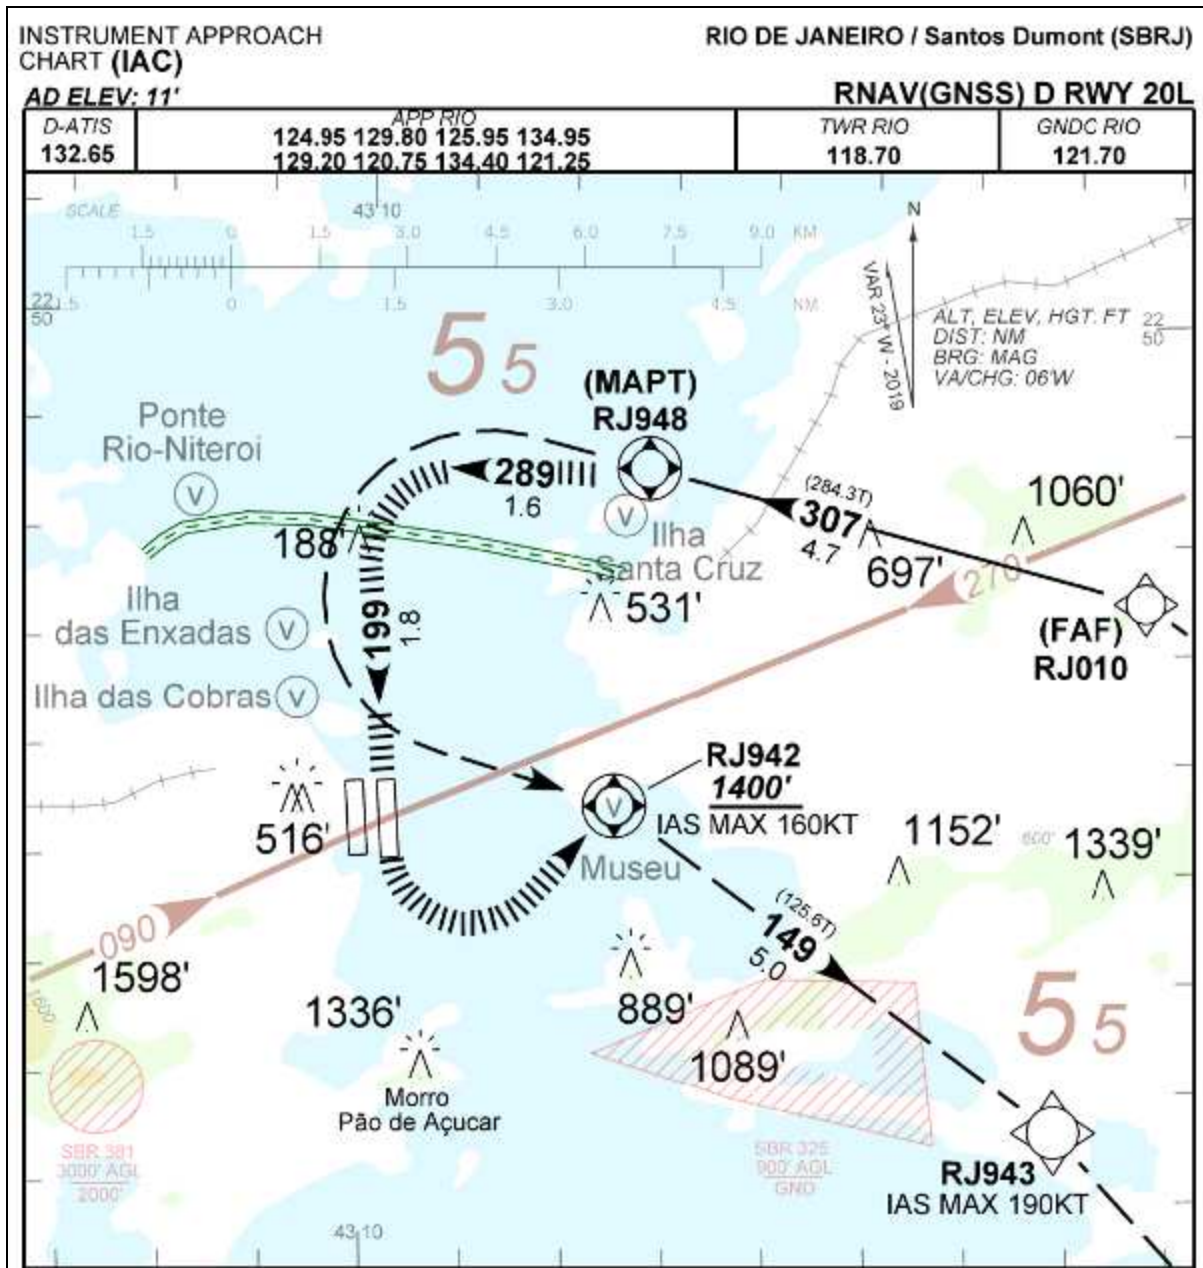 INSTRUMENT APPROACH
CHART (IAC)
RIO DE JANEIRO / Santos Dumont (SBRJ)
AD ELEV: 11'
RNAV(GNSS) D RWY 20L
D-ATIS
132.65
APP RIO
124.95 129.80 125.95 134.95
129.20 120.75 134.40 121.25
TWR RIO
118.70
GNDC RIO
121.70
SCALE
43 10
N
1.5 0 1.5 3.0 4.5 6.0 7.5 9.0 KM
1.5 0 1.5 3.0 4.5 NM
22
50
VAR 23° W - 2019
ALT, ELEV, HGT. FT
DIST: NM
BRG: MAG
VA/CHG: 06'W
22
50
55
(MAPT)
RJ948
Ponte
Rio-Niteroi
V
289
1.6
V
Ilha
Santa Cruz
(284.3T)
307
4.7
1060'
697'
270
188'
531'
Ilha
das Enxadas
V
199
1.8
(FAF)
RJ010
Ilha das Cobras
V
RJ942
1400'
IAS MAX 160KT
V
Museu
516'
1152'
600'
1339'
090
(125.6T)
149
5.0
1598'
1600'
1336'
889'
55
1089'
Morro
Pão de Açucar
SBR 381
3000' AGL
2000'
SBR 325
900' AGL
GND
RJ943
IAS MAX 190KT
43 10